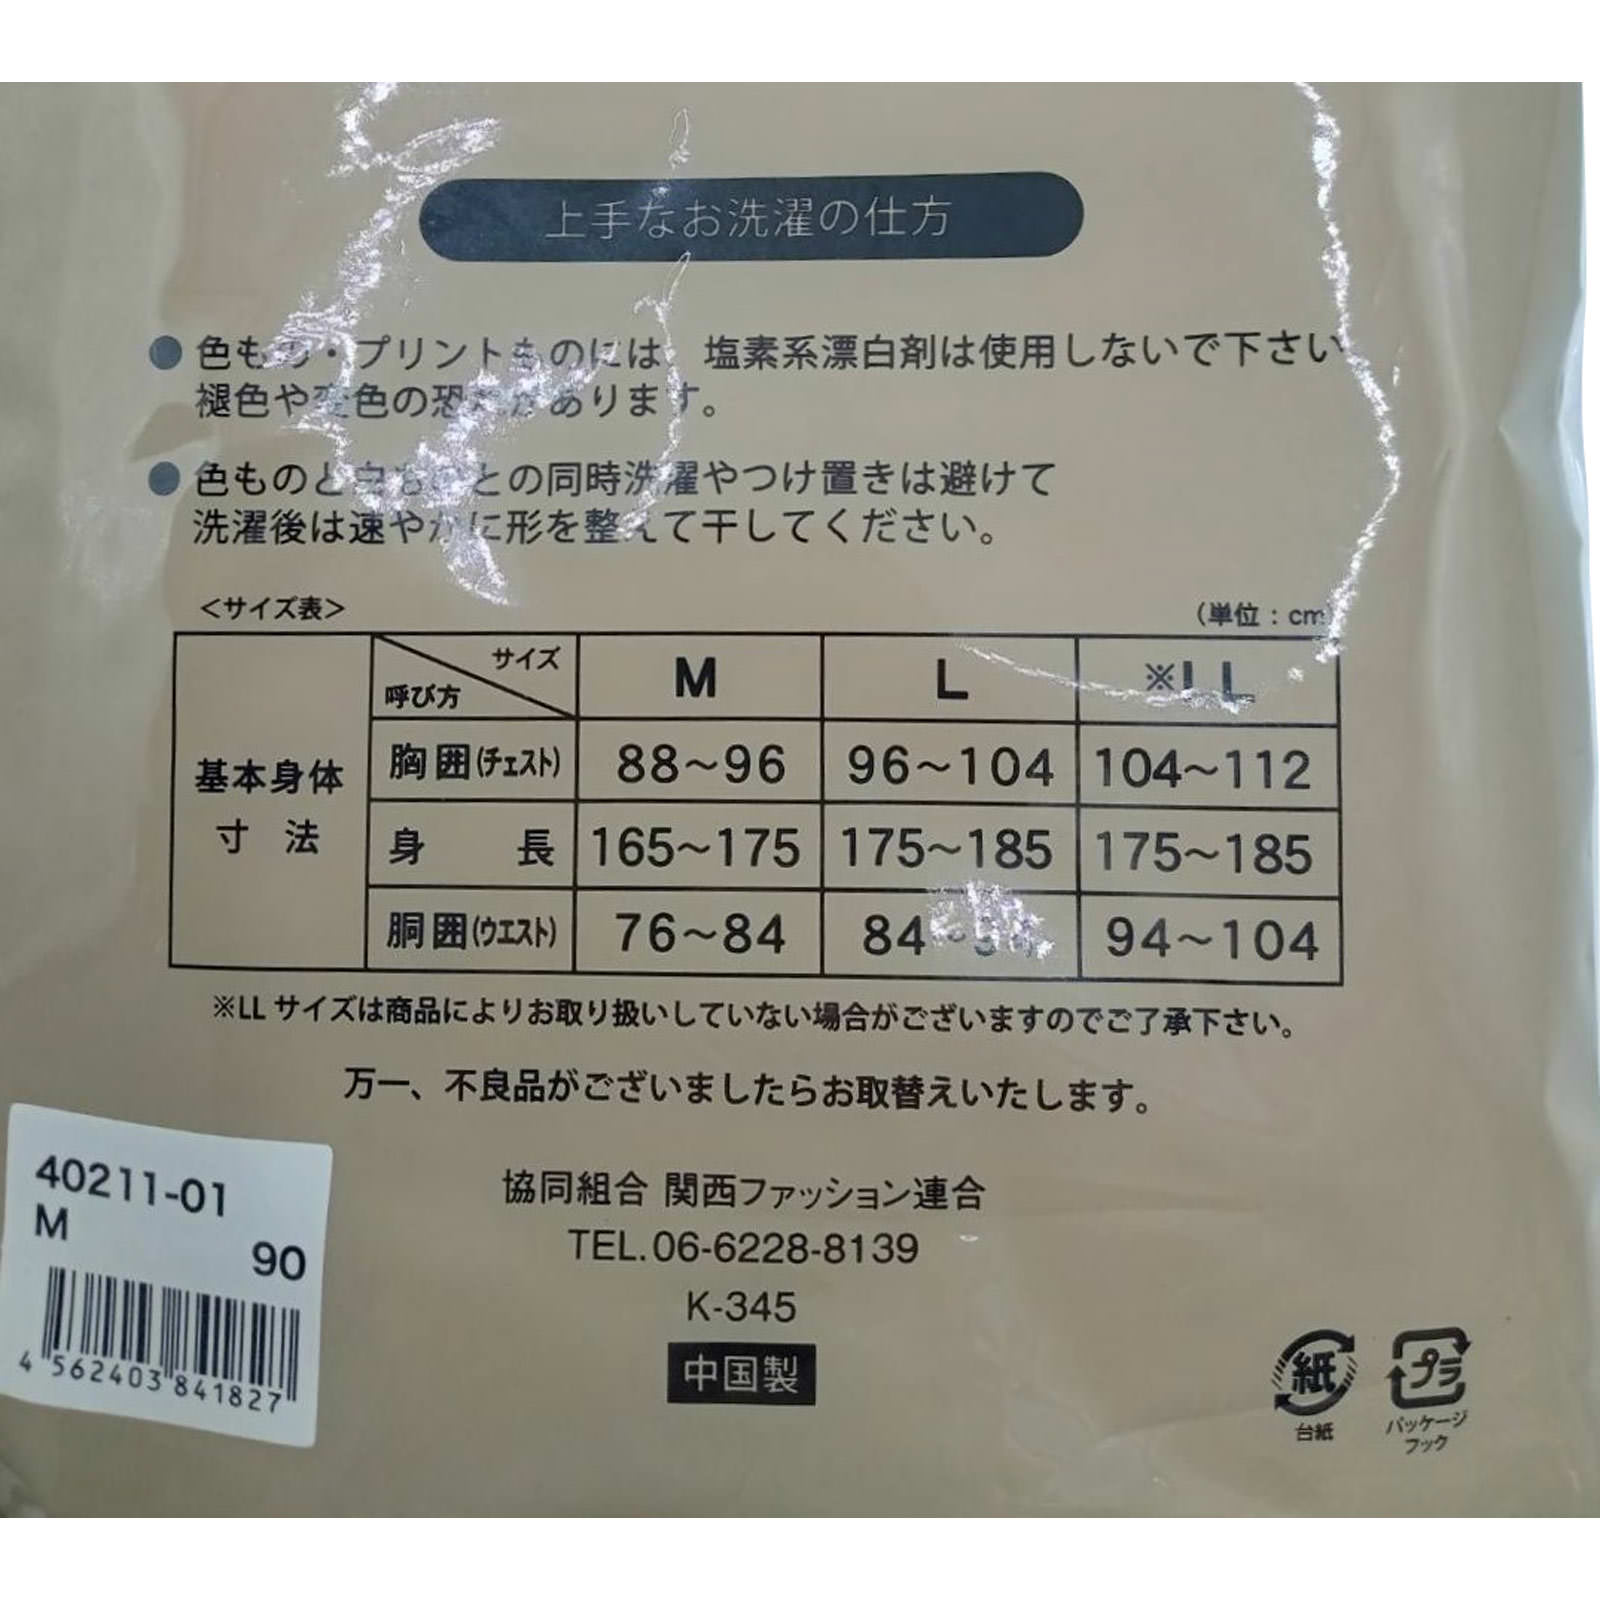 上手なお洗濯の仕方
●色もの・プリントものには、塩素系漂白剤は使用しないで下さい
褪色や変色の恐れがあります。
●色ものと白ものとの同時洗濯やつけ置きは避けて
洗濯後は速やかに形を整えて干してください。
<サイズ表>
(単位:cm)
サイズ
呼び方
M
L
※LL
基本身体
寸 法
胸囲(チェスト)
88~96
96~104
104~112
身 長
165~175
175~185
175~185
胴囲(ウエスト)
76~84
84~94
94~104
※LLサイズは商品によりお取り扱いしていない場合がございますのでご了承下さい。
万一、不良品がございましたらお取替えいたします。
協同組合 関西ファッション連合
TEL.06-6228-8139
K-345
中国製
40211-01
M
90
4 562403 841827
紙
台紙
プラ
パッケージ
フック